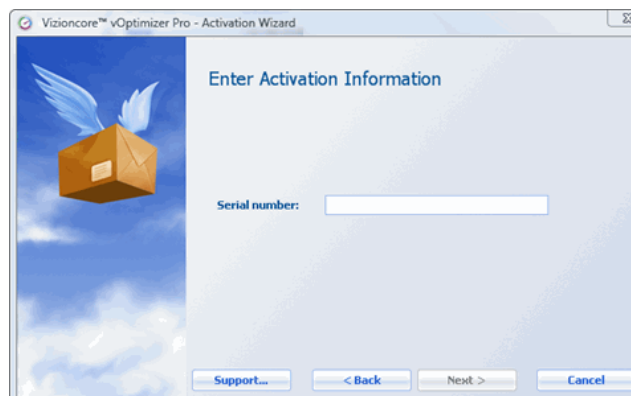 Vizioncore™ vOptimizer Pro - Activation Wizard
Enter Activation Information
Serial number:
Support...
< Back
Next >
Cancel